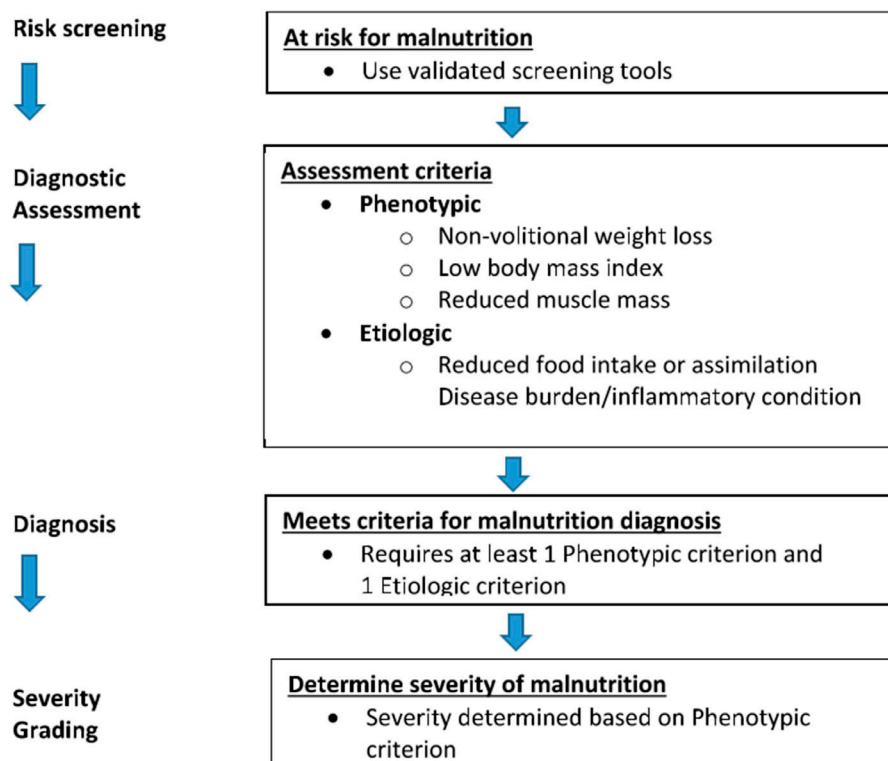 Risk screening
At risk for malnutrition
• Use validated screening tools
Diagnostic
Assessment
Assessment criteria
• Phenotypic
o Non-volitional weight loss
o Low body mass index
o Reduced muscle mass
• Etiologic
o Reduced food intake or assimilation
Disease burden/inflammatory condition
Diagnosis
Meets criteria for malnutrition diagnosis
• Requires at least 1 Phenotypic criterion and
1 Etiologic criterion
Severity
Grading
Determine severity of malnutrition
• Severity determined based on Phenotypic
criterion